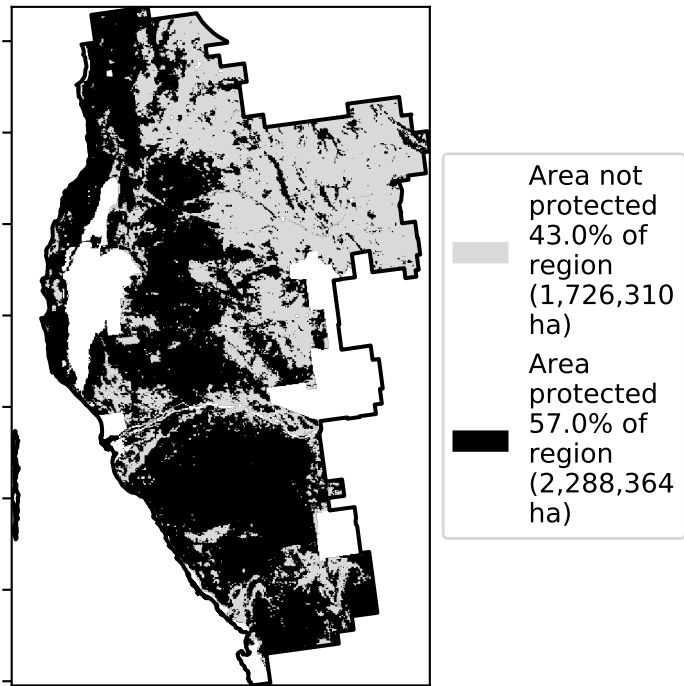 Area not
protected
43.0% of
region
(1,726,310
ha)
Area
protected
57.0% of
region
(2,288,364
ha)